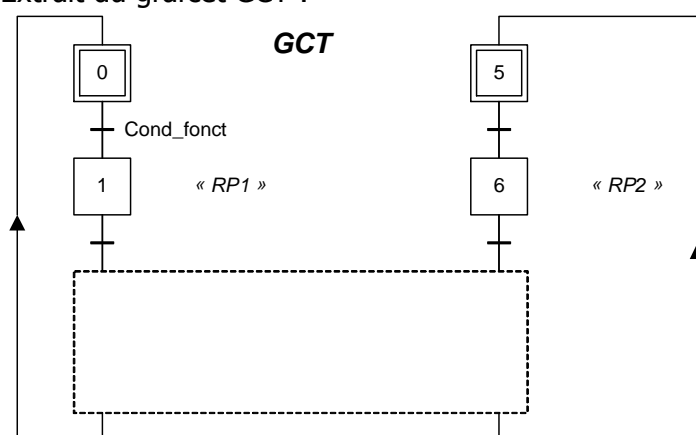 Extrait du grafcet GCT :
GCT
0
5
Cond_fonct
1
« RP1 »
6
« RP2 »